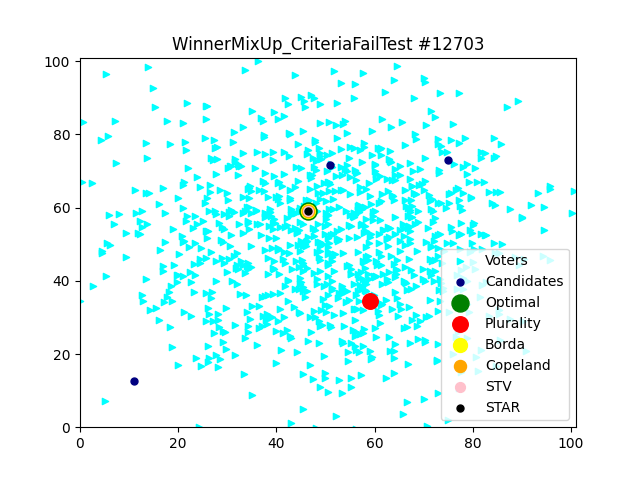 WinnerMixUp_CriteriaFailTest #12703
100
80
60
40
20
0
0
20
40
60
80
100
Voters
Candidates
Optimal
Plurality
Borda
Copeland
STV
STAR